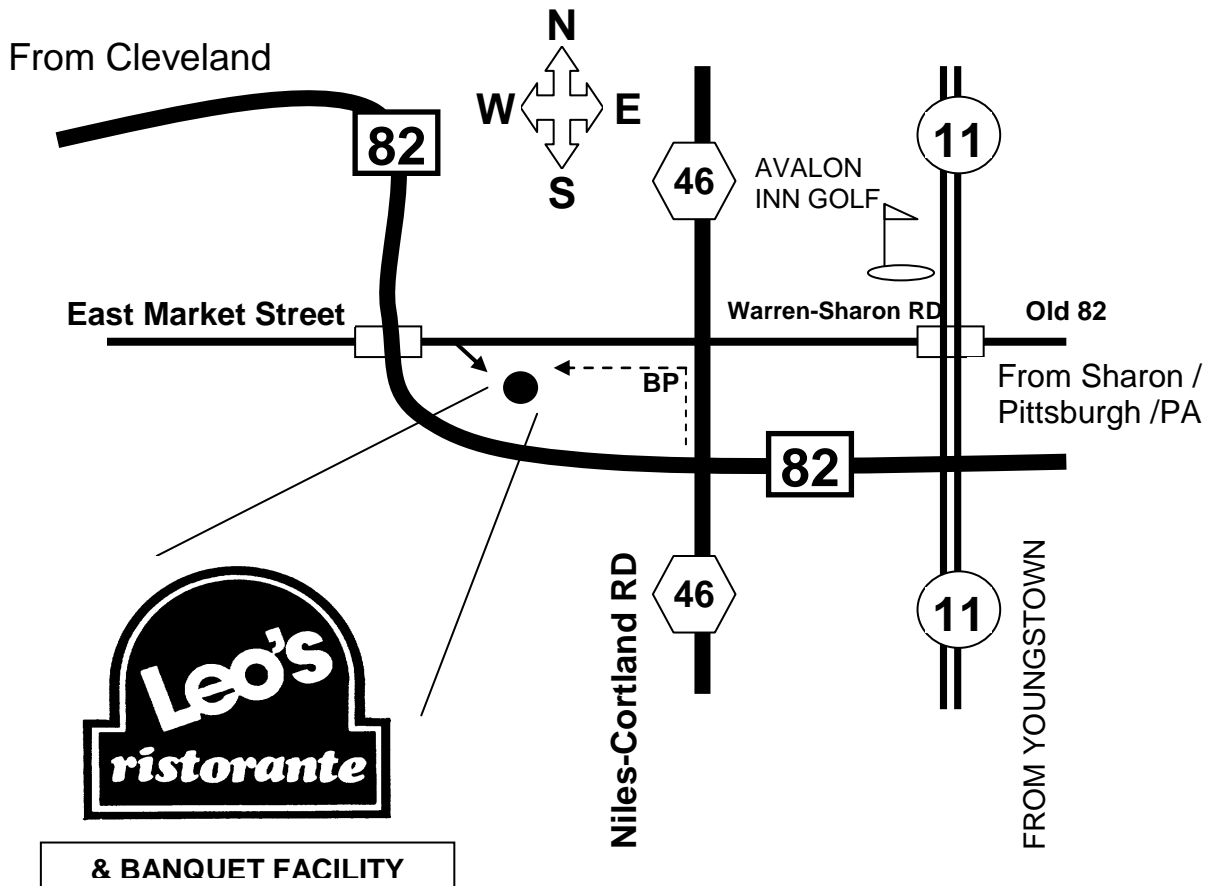 N
From Cleveland
W E
S
82
46
11
AVALON
INN GOLF
East Market Street
Warren-Sharon RD
Old 82
BP
From Sharon /
Pittsburgh /PA
82
Niles-Cortland RD
46
11
FROM YOUNGSTOWN
Leo's
ristorante
& BANQUET FACILITY